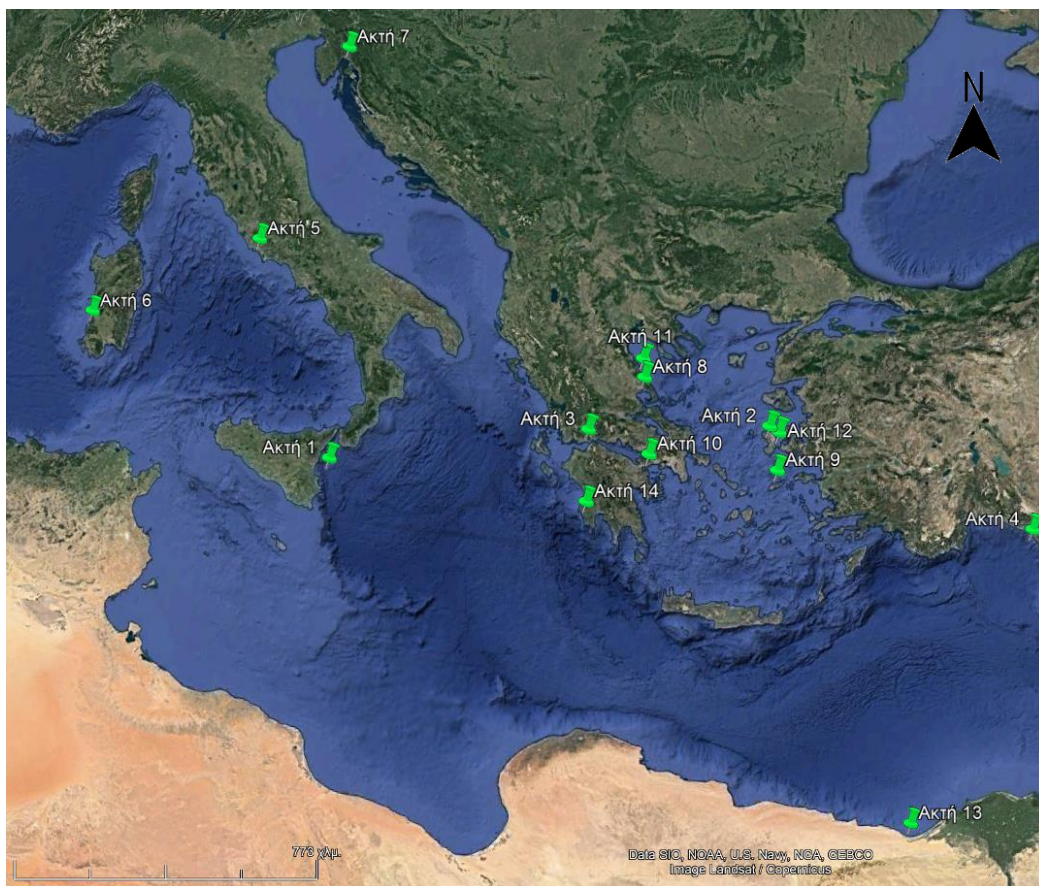 Ακτή 7
N
Ακτή 5
Ακτή 6
Ακτή 11
Ακτή 8
Ακτή 3
Ακτή 2
Ακτή 12
Ακτή 1
Ακτή 10
Ακτή 9
Ακτή 14
Ακτή 4
Ακτή 13
773 χλμ.
Data SIO, NOAA, U.S. Navy, NGA, GEBCO
Image Landsat / Copernicus